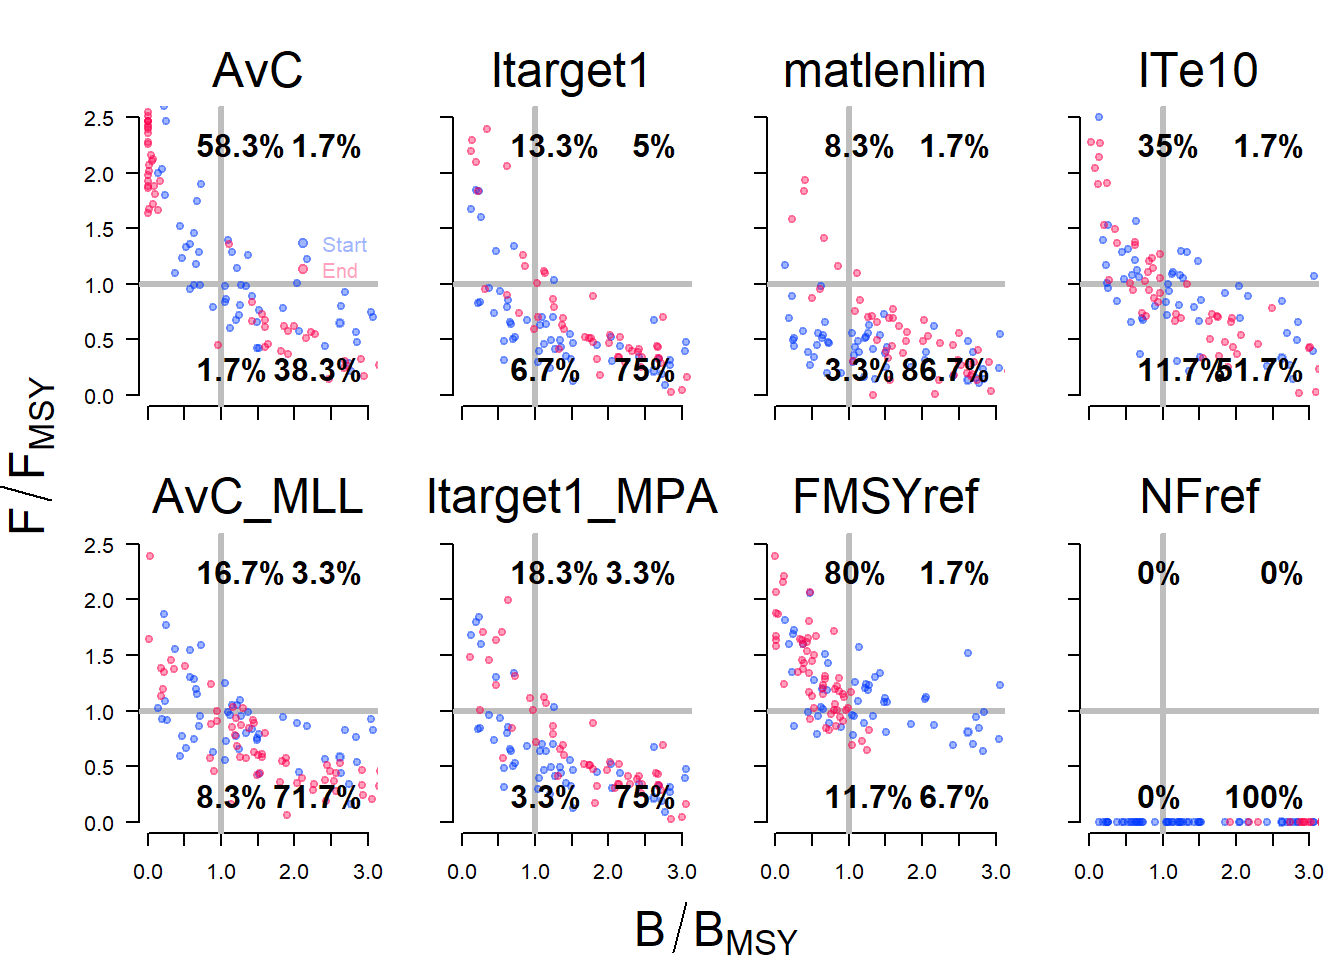 AvC Itarget1 matlenlim ITe10
2.5
58.3% 1.7% 13.3% 5% 8.3% 1.7% 35% 1.7%
2.0
1.5
Start
1.0
End
0.5
1.7% 38.3% 6.7% 75% 3.3% 86.7% 11.7% 51.7%
0.0
F / FMSY
AvC_MLL Itarget1_MPA FMSYref NFref
2.5
16.7% 3.3% 18.3% 3.3% 80% 1.7% 0% 0%
2.0
1.5
1.0
0.5
8.3% 71.7% 3.3% 75% 11.7% 6.7% 0% 100%
0.0
0.0 1.0 2.0 3.0 0.0 1.0 2.0 3.0 0.0 1.0 2.0 3.0 0.0 1.0 2.0 3.0
B / BMSY